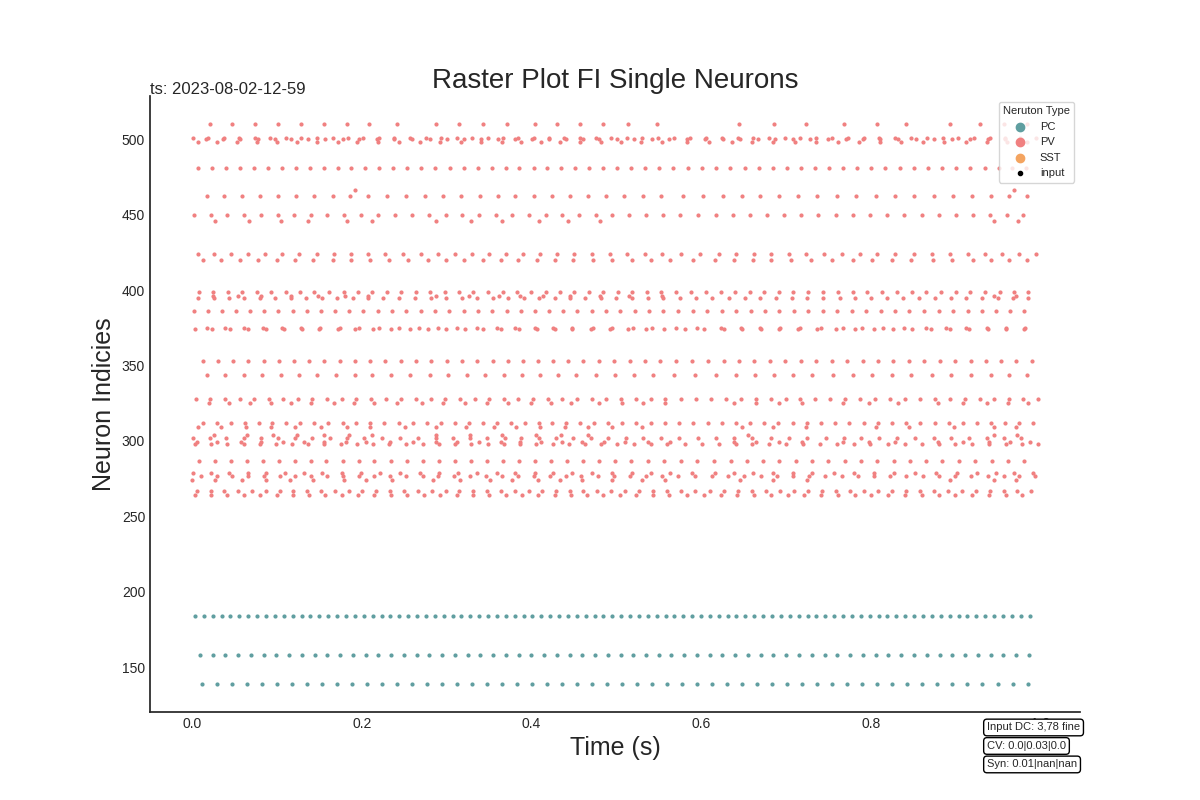 Raster Plot FI Single Neurons
ts: 2023-08-02-12-59
Neruton Type
PC
PV
SST
input
500
450
400
350
300
250
200
150
Neuron Indicies
0.0 0.2 0.4 0.6 0.8
Time (s)
Input DC: 3,78 fine
CV: 0.0|0.03|0.0
Syn: 0.01|nan|nan